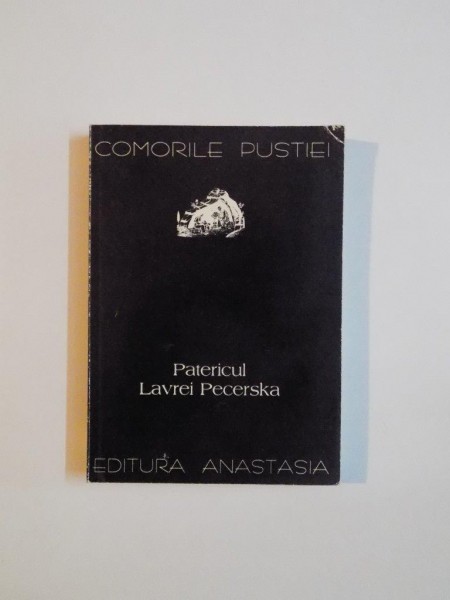 COMORILE PUSTIEI
Patericul
Lavrei Pecerska
EDITURA ANASTASIA